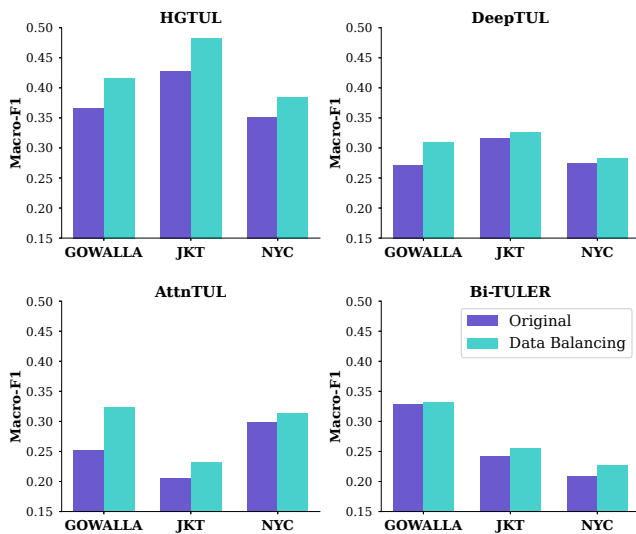 HGTUL
Macro-F1
0.50
0.45
0.40
0.35
0.30
0.25
0.20
0.15
GOWALLA JKT NYC
DeepTUL
Macro-F1
0.50
0.45
0.40
0.35
0.30
0.25
0.20
0.15
GOWALLA JKT NYC
AttnTUL
Macro-F1
0.50
0.45
0.40
0.35
0.30
0.25
0.20
0.15
GOWALLA JKT NYC
Bi-TULER
Macro-F1
0.50
0.45
0.40
0.35
0.30
0.25
0.20
0.15
Original
Data Balancing
GOWALLA JKT NYC